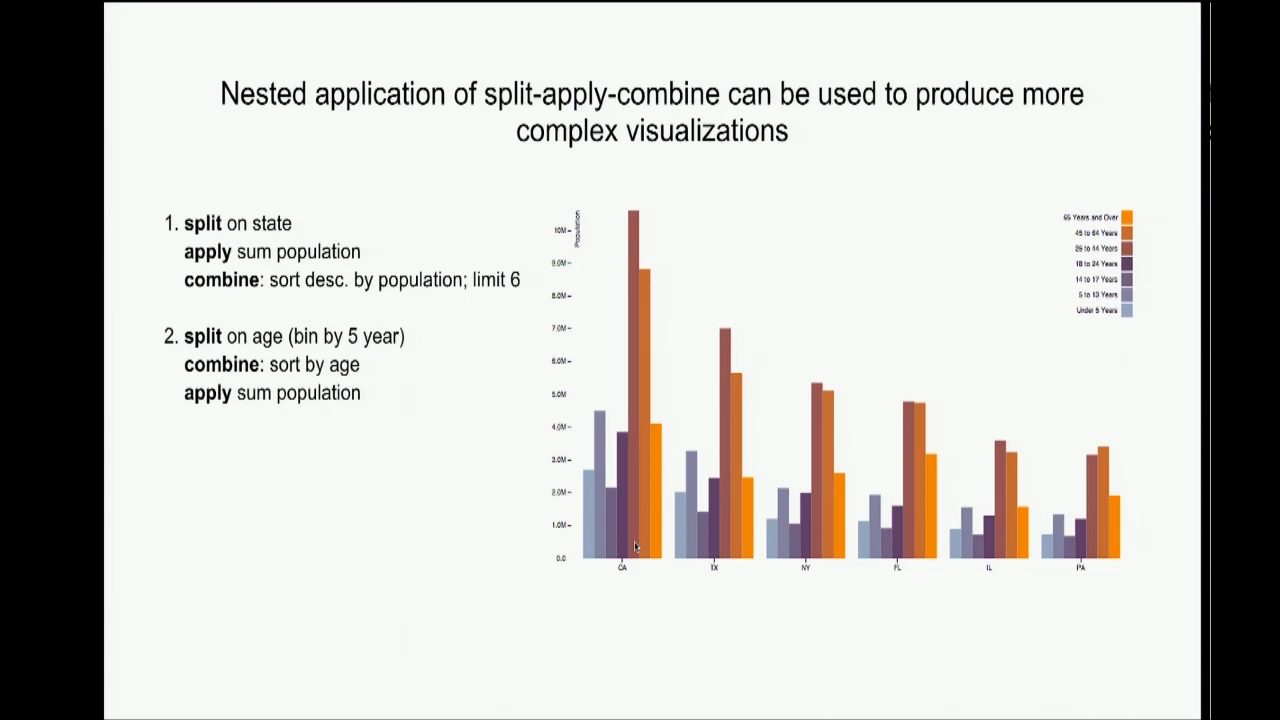 Nested application of split-apply-combine can be used to produce more
complex visualizations
1. split on state
apply sum population
combine: sort desc. by population; limit 6
2. split on age (bin by 5 year)
combine: sort by age
apply sum population
Population
10M
9.0M
8.0M
7.0M
6.0M
5.0M
4.0M
3.0M
2.0M
1.0M
0.0
CA TX NY FL IL PA
65 Years and Over
45 to 64 Years
25 to 44 Years
18 to 24 Years
14 to 17 Years
5 to 13 Years
Under 5 Years